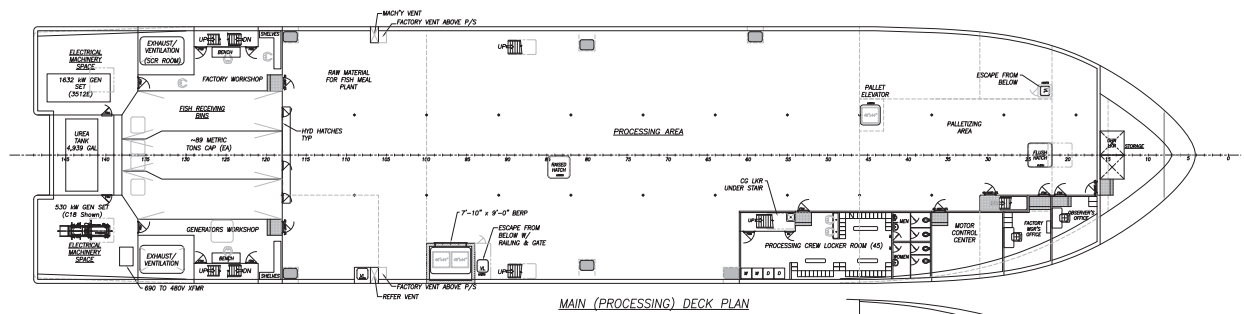 MACH'Y VENT
FACTORY VENT ABOVE P/S
ELECTRICAL
MACHINERY
SPACE
EXHAUST/
VENTILATION
(SCR ROOM)
UP
DN
SHELVES
BENCH
1632 kW GEN
SET
(3512E)
FACTORY WORKSHOP
RAW MATERIAL
FOR FISH MEAL
PLANT
UP
ESCAPE FROM
BELOW
PALLET
ELEVATOR
FISH RECEIVING
BINS
UREA
TANK
4,939 GAL
~89 METRIC
TONS CAP (EA)
HYD HATCHES
TYP
PROCESSING AREA
PALLETIZING
AREA
STORAGE
145
140
135
130
125
120
115
110
105
100
95
90
85
80
75
70
65
60
55
50
45
40
35
30
25
20
15
10
5
0
RAISED
HATCH
FLUSH
HATCH
530 kW GEN SET
(C18 Shown)
ELECTRICAL
MACHINERY
SPACE
GENERATORS WORKSHOP
EXHAUST/
VENTILATION
UP
DN
BENCH
SHELVES
690 TO 480V XFMR
7'-10" x 9'-0" BERP
ESCAPE FROM
BELOW W/
RAILING & GATE
VL
VL
UP
FACTORY VENT ABOVE P/S
REFER VENT
CG LKR
UNDER STAIR
UP
PROCESSING CREW LOCKER ROOM (45)
W W D D
MEN
WOMEN
MOTOR
CONTROL
CENTER
FACTORY
MGR'S
OFFICE
OBSERVER'S
OFFICE
MAIN (PROCESSING) DECK PLAN